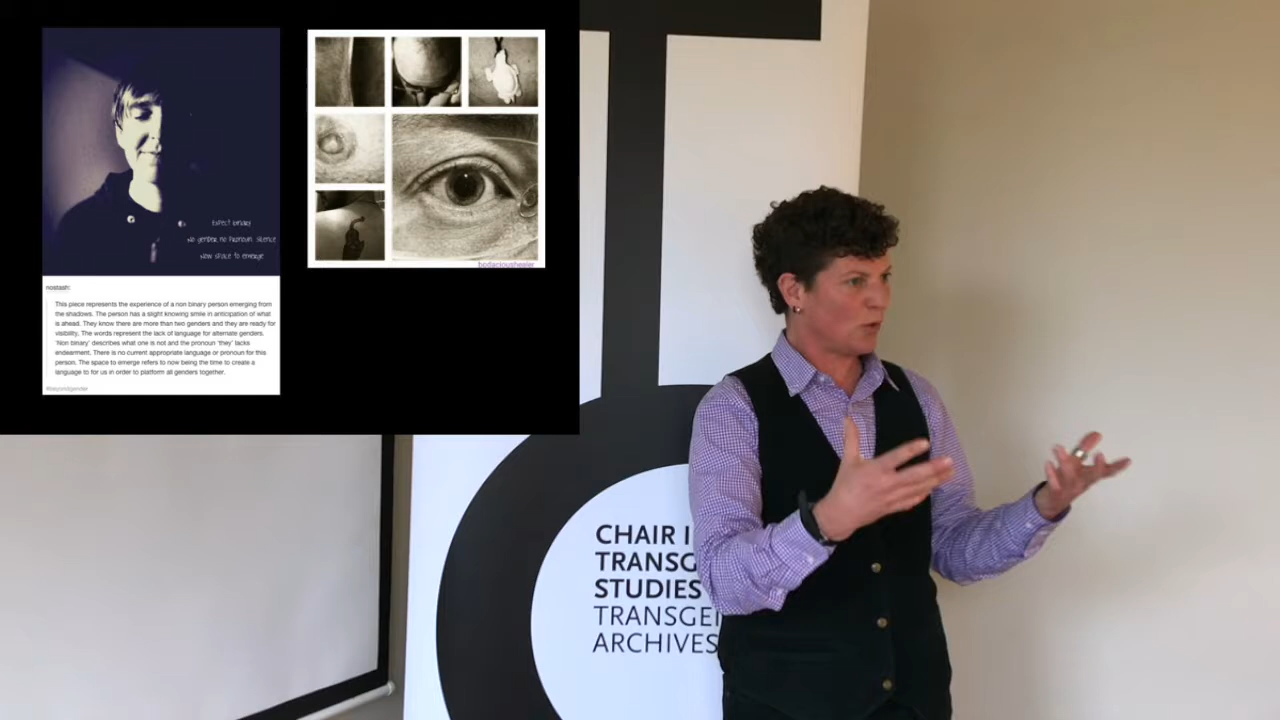 Expect binary
No gender, no pronoun. Silence
Now space to emerge
nostash:
This piece represents the experience of a non binary person emerging from
the shadows. The person has a slight knowing smile in anticipation of what
is ahead. They know there are more than two genders and they are ready for
visibility. The words represent the lack of language for alternate genders.
'Non binary' describes what one is not and the pronoun 'they' lacks
endearment. There is no current appropriate language or pronoun for this
person. The space to emerge refers to now being the time to create a
language to for us in order to platform all genders together.
#beyondgender
bodacioushealer
CHAIR I
TRANSG
STUDIES
TRANSGE
ARCHIVES